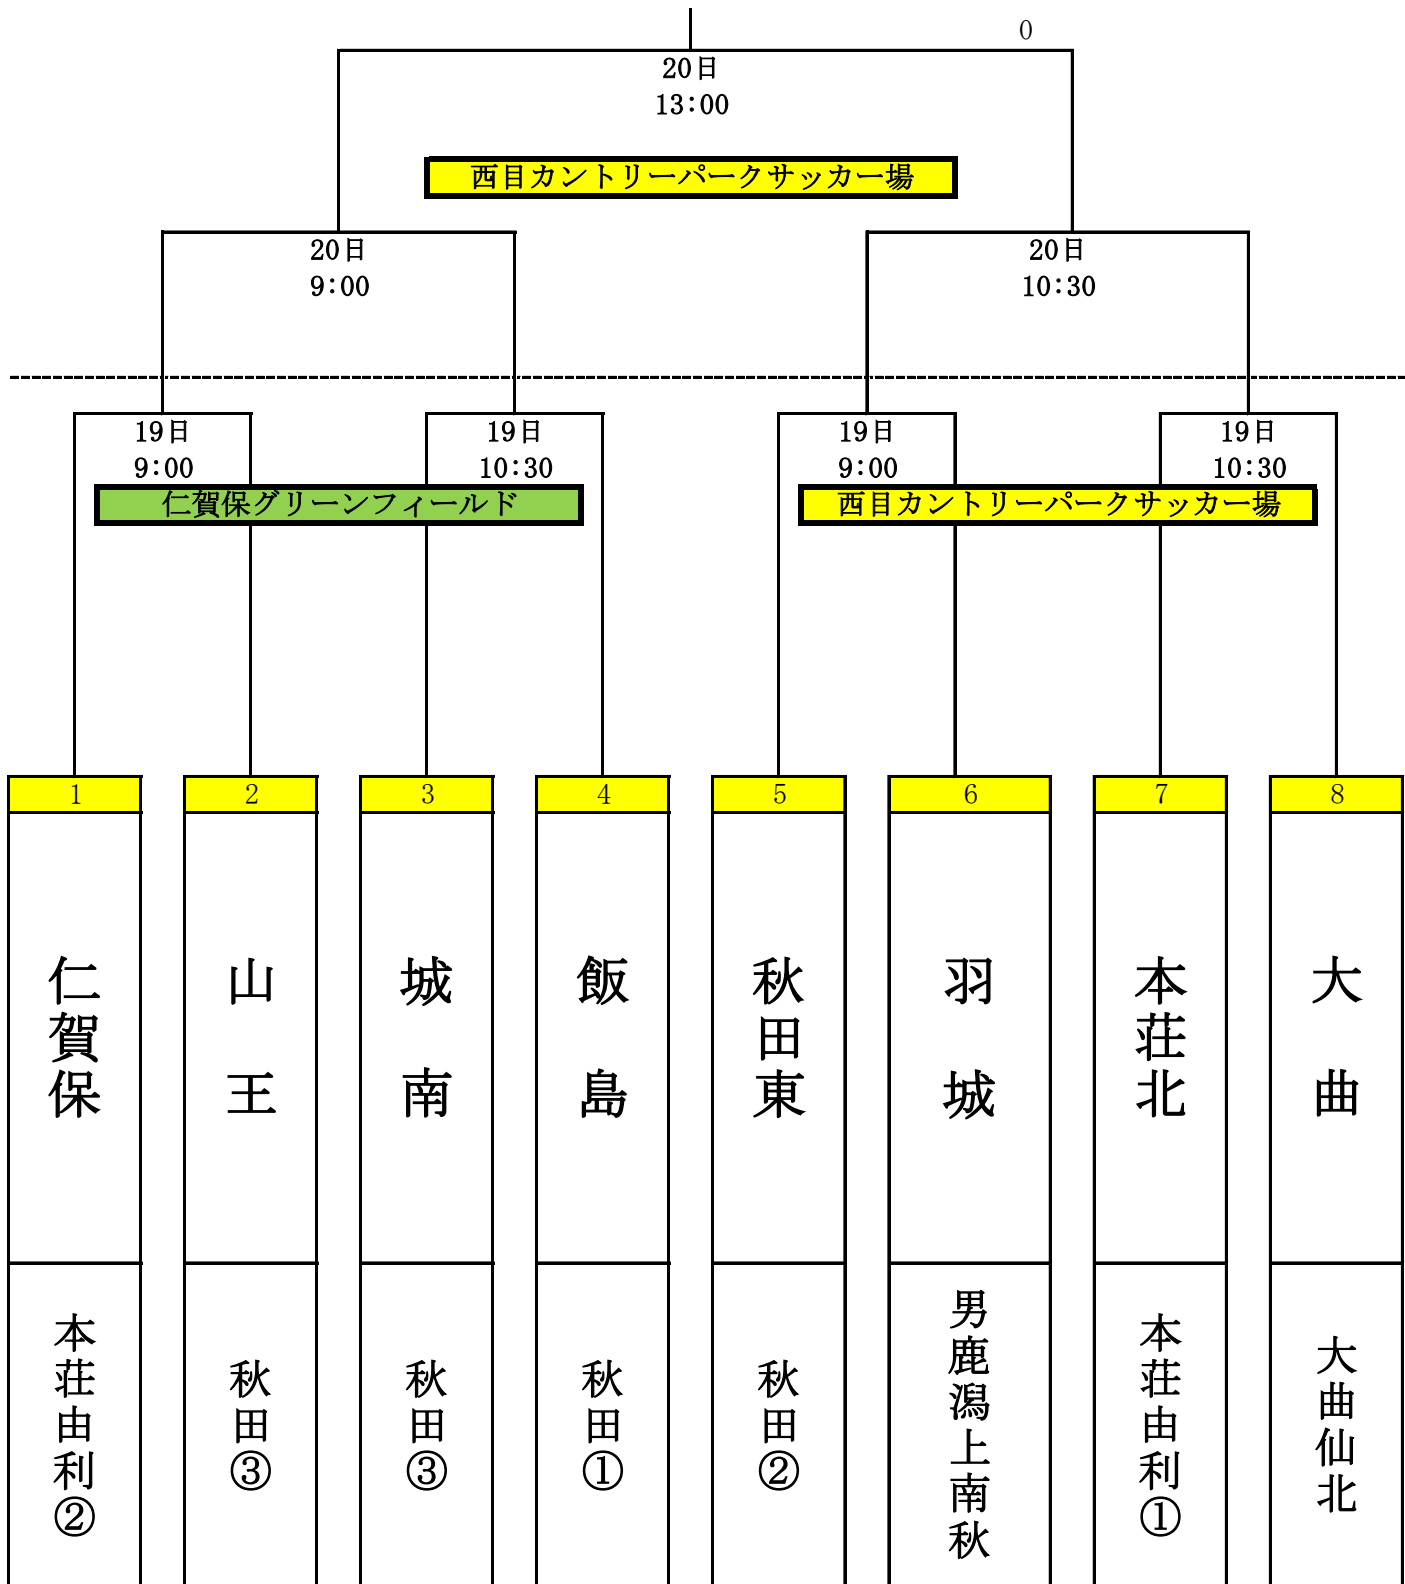 0
20日
13:00
西目カントリーパークサッカー場
20日
9:00
20日
10:30
19日
9:00
19日
10:30
19日
9:00
19日
10:30
仁賀保グリーンフィールド
西目カントリーパークサッカー場
1
2
3
4
5
6
7
8
仁賀保
山王
城南
飯島
秋田東
羽城
本荘北
大曲
本荘由利②
秋田③
秋田③
秋田①
秋田②
男鹿潟上南秋
本荘由利①
大曲仙北